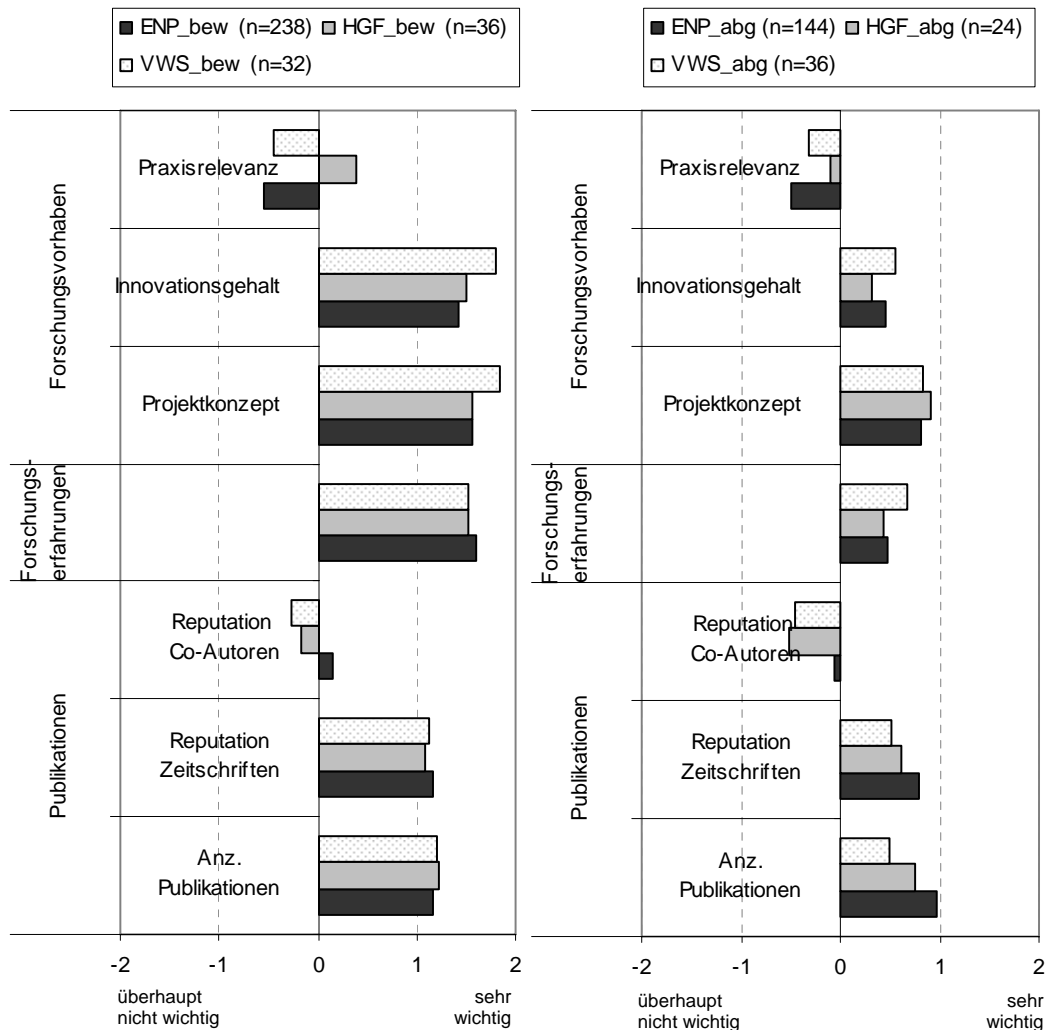 ENP_bew (n=238) HGF_bew (n=36)
VWS_bew (n=32)
Forschungsvorhaben
Praxisrelevanz
Innovationsgehalt
Projektkonzept
Forschungs-
erfahrungen
Publikationen
Reputation
Co-Autoren
Reputation
Zeitschriften
Anz.
Publikationen
-2 -1 0 1 2
überhaupt
nicht wichtig
sehr
wichtig
ENP_abg (n=144) HGF_abg (n=24)
VWS_abg (n=36)
Forschungsvorhaben
Praxisrelevanz
Innovationsgehalt
Projektkonzept
Forschungs-
erfahrungen
Publikationen
Reputation
Co-Autoren
Reputation
Zeitschriften
Anz.
Publikationen
-2 -1 0 1 2
überhaupt
nicht wichtig
sehr
wichtig